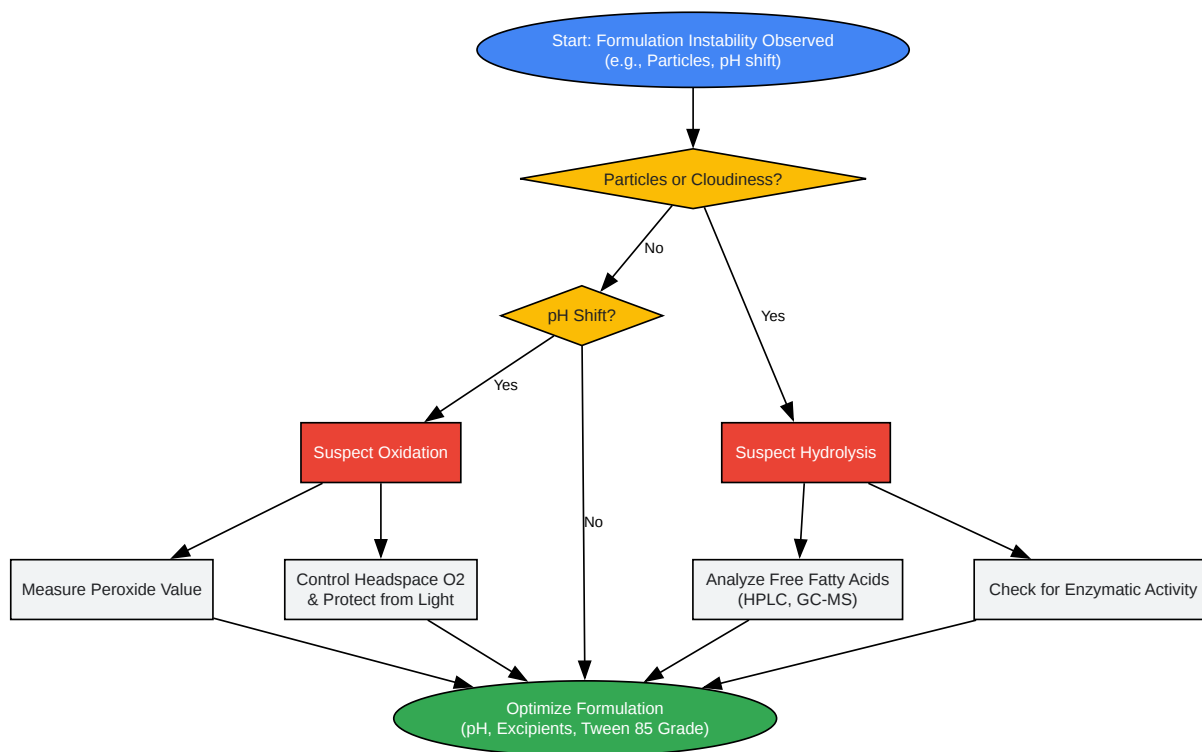 Start: Formulation Instability Observed
(e.g., Particles, pH shift)
Particles or Cloudiness?
No
Yes
pH Shift?
Yes
No
Suspect Oxidation
Suspect Hydrolysis
Measure Peroxide Value
Control Headspace O2
& Protect from Light
Analyze Free Fatty Acids
(HPLC, GC-MS)
Check for Enzymatic Activity
Optimize Formulation
(pH, Excipients, Tween 85 Grade)